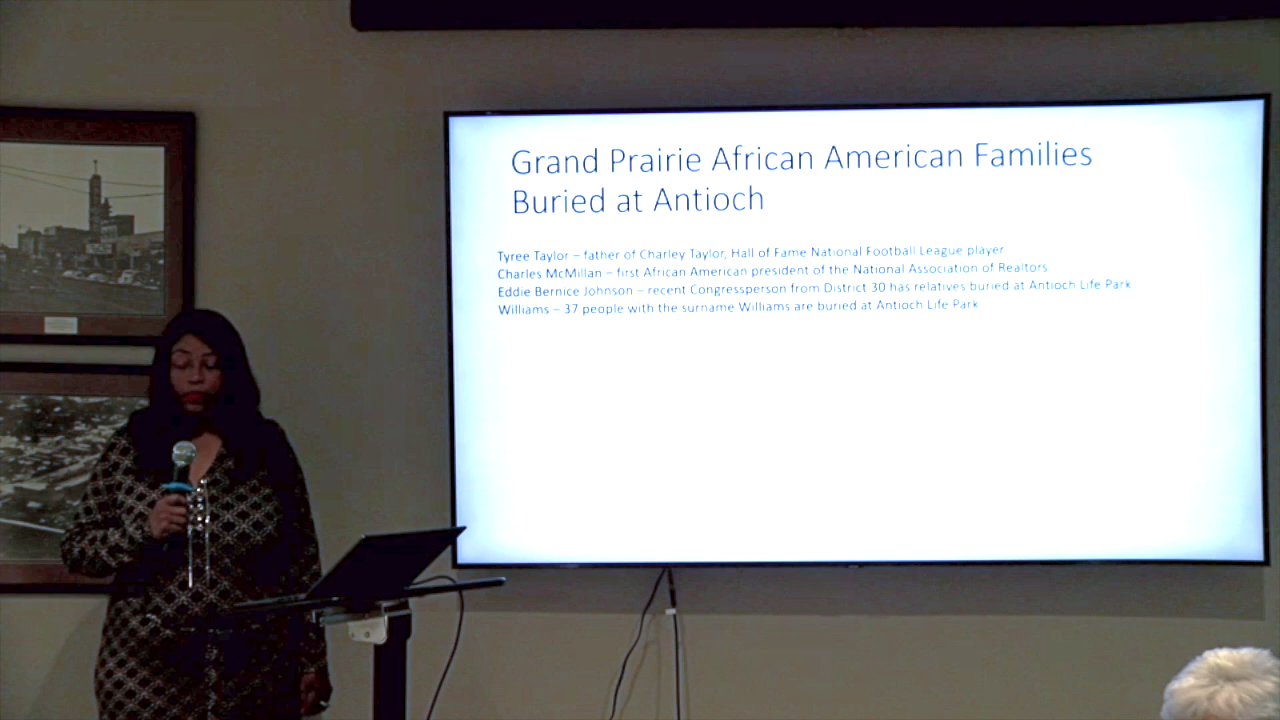 Grand Prairie African American Families
Buried at Antioch
Tyree Taylor – father of Charley Taylor, Hall of Fame National Football League player
Charles McMillan – first African American president of the National Association of Realtors
Eddie Bernice Johnson – recent Congressperson from District 30 has relatives buried at Antioch Life Park
Williams – 37 people with the surname Williams are buried at Antioch Life Park